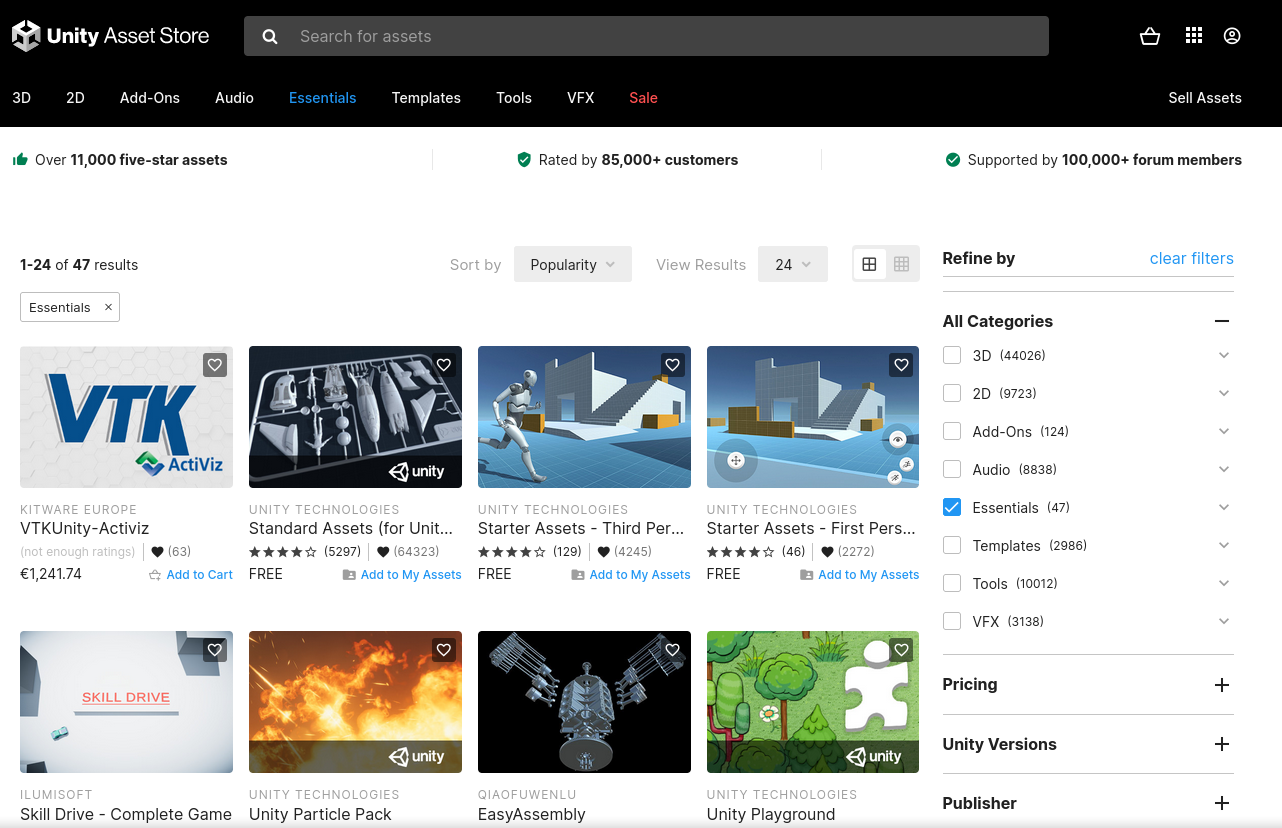 Unity Asset Store
Search for assets
3D 2D Add-Ons Audio Essentials Templates Tools VFX Sale Sell Assets
Over 11,000 five-star assets Rated by 85,000+ customers Supported by 100,000+ forum members
1-24 of 47 results Sort by Popularity View Results 24
Essentials ×
VTK
ActiViz
unity
KITWARE EUROPE
VTKUnity-Activiz
(not enough ratings) (63)
€1,241.74 Add to Cart
UNITY TECHNOLOGIES
Standard Assets (for Unit...
(5297) (64323)
FREE Add to My Assets
UNITY TECHNOLOGIES
Starter Assets - Third Per...
(129) (4245)
FREE Add to My Assets
UNITY TECHNOLOGIES
Starter Assets - First Pers...
(46) (2272)
FREE Add to My Assets
SKILL DRIVE
unity
unity
ILUMISOFT
Skill Drive - Complete Game
UNITY TECHNOLOGIES
Unity Particle Pack
QIAOFUWENLU
EasyAssembly
UNITY TECHNOLOGIES
Unity Playground
Refine by clear filters
All Categories
3D (44026)
2D (9723)
Add-Ons (124)
Audio (8838)
Essentials (47)
Templates (2986)
Tools (10012)
VFX (3138)
Pricing
Unity Versions
Publisher